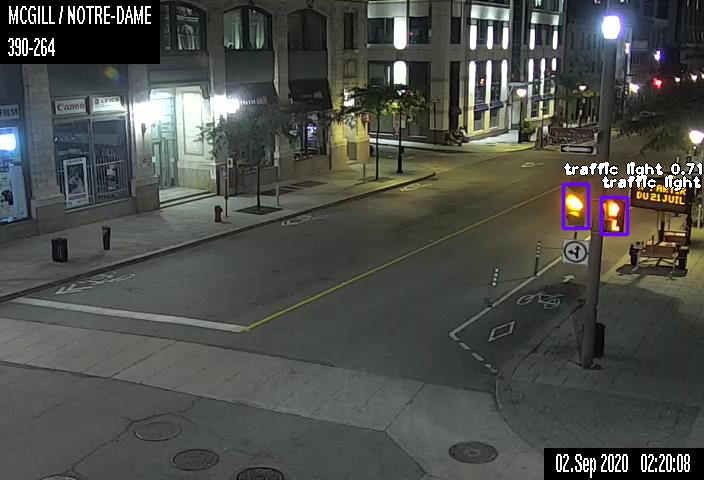 MCGILL / NOTRE-DAME
390-264
Canon
FILM
traffic light 0.71
traffic light
DU 21 JUIL
02.Sep 2020 02:20:08